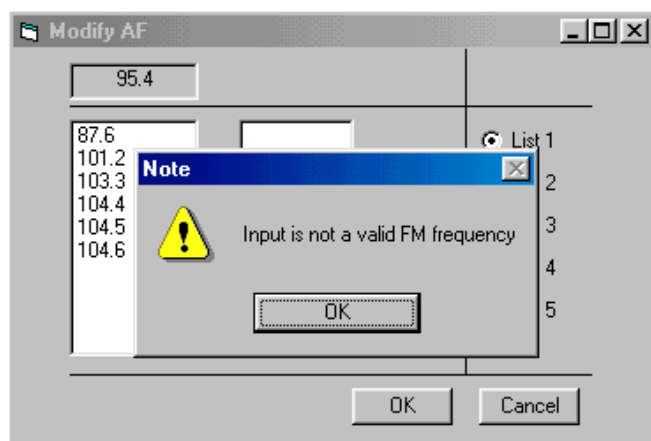 Modify AF
95.4
87.6
101.2
103.3
104.4
104.5
104.6
List 1
2
3
4
5
Note
Input is not a valid FM frequency
OK
OK
Cancel